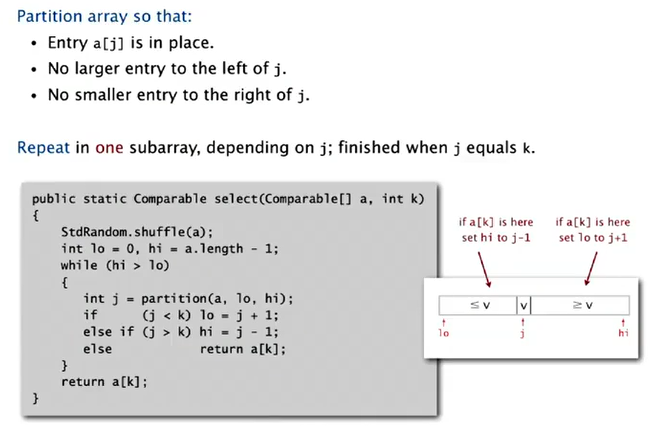 Partition array so that:
• Entry a[j] is in place.
• No larger entry to the left of j.
• No smaller entry to the right of j.
Repeat in one subarray, depending on j; finished when j equals k.
public static Comparable select(Comparable[] a, int k)
{
    StdRandom.shuffle(a);
    int lo = 0, hi = a.length - 1;
    while (hi > lo)
    {
       int j = partition(a, lo, hi);
       if      (j < k) lo = j + 1;
       else if (j > k) hi = j - 1;
       else            return a[k];
    }
    return a[k];
}
if a[k] is here
set hi to j-1
if a[k] is here
set lo to j+1
≤ v v ≥ v
lo j hi